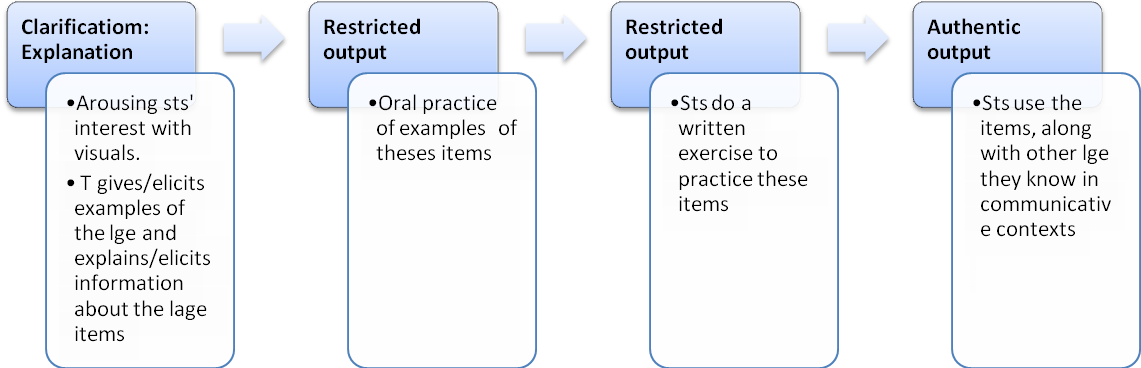 Clarificatiom:
Explanation
•Arousing sts'
interest with
visuals.
• T gives/elicits
examples of
the lge and
explains/elicits
information
about the lage
items
Restricted
output
•Oral practice
of examples of
theses items
Restricted
output
•Sts do a
written
exercise to
practice these
items
Authentic
output
•Sts use the
items, along
with other lge
they know in
communicativ
e contexts